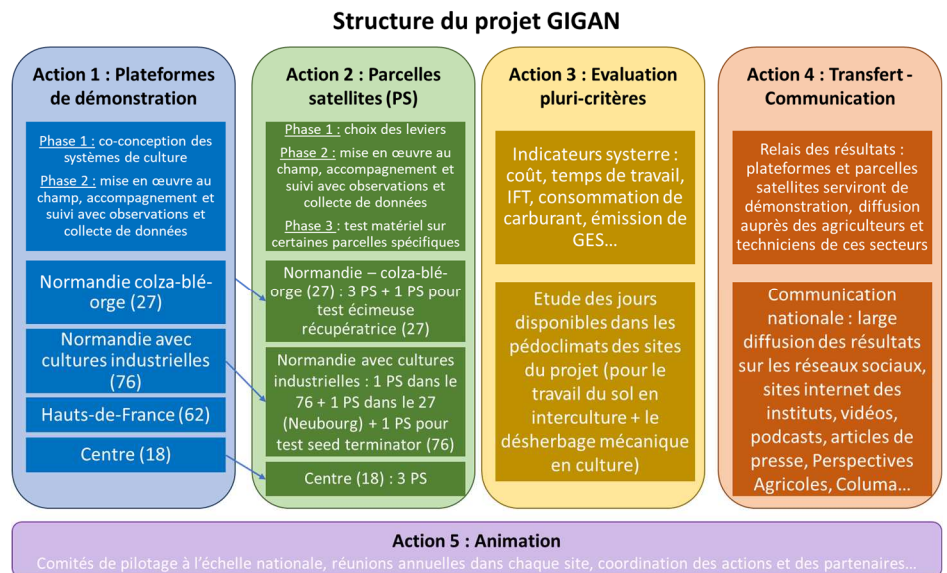 Structure du projet GIGAN
Action 1 : Plateformes
de démonstration
Phase 1 : co-conception des
systèmes de culture
Phase 2 : mise en œuvre au
champ, accompagnement et
suivi avec observations et
collecte de données
Normandie colza-blé-
orge (27)
Normandie avec
cultures industrielles
(76)
Hauts-de-France (62)
Centre (18)
Action 2 : Parcelles
satellites (PS)
Phase 1 : choix des leviers
Phase 2 : mise en œuvre au
champ, accompagnement et
suivi avec observations et
collecte de données
Phase 3 : test matériel sur
certaines parcelles spécifiques
Normandie – colza-blé-
orge (27) : 3 PS + 1 PS pour
test écimeuse
récupératrice (27)
Normandie avec cultures
industrielles : 1 PS dans le
76 + 1 PS dans le 27
(Neubourg) + 1 PS pour
test seed terminator (76)
Centre (18) : 3 PS
Action 3 : Evaluation
pluri-critères
Indicateurs systerre :
coût, temps de travail,
IFT, consommation de
carburant, émission de
GES…
Etude des jours
disponibles dans les
pédoclimats des sites
du projet (pour le
travail du sol en
interculture + le
désherbage mécanique
en culture)
Action 4 : Transfert -
Communication
Relais des résultats :
plateformes et parcelles
satellites serviront de
démonstration, diffusion
auprès des agriculteurs et
techniciens de ces secteurs
Communication
nationale : large
diffusion des résultats
sur les réseaux sociaux,
sites internet des
instituts, vidéos,
podcasts, articles de
presse, Perspectives
Agricoles, Columa…
Action 5 : Animation
Comités de pilotage à l'échelle nationale, réunions annuelles dans chaque site, coordination des actions et des partenaires…